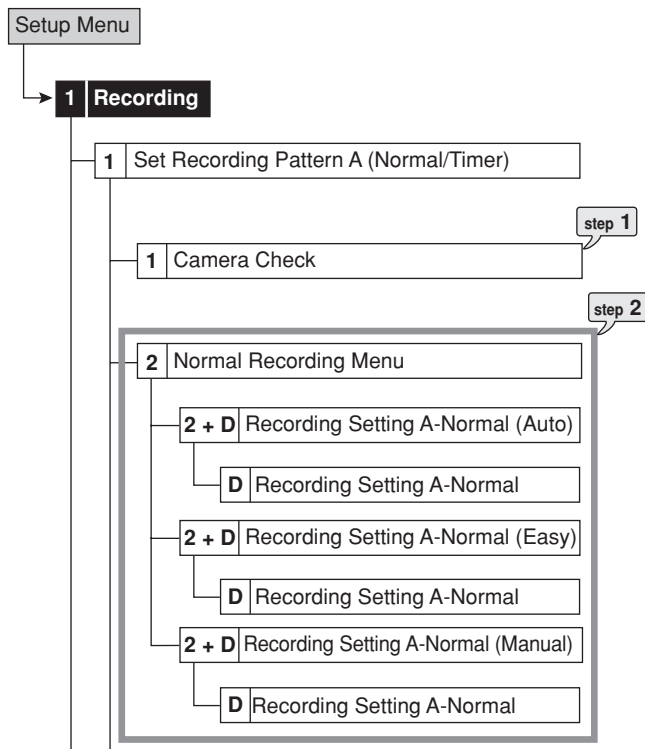 Setup Menu
1 Recording
1 Set Recording Pattern A (Normal/Timer)
step 1
1 Camera Check
step 2
2 Normal Recording Menu
2 + D Recording Setting A-Normal (Auto)
D Recording Setting A-Normal
2 + D Recording Setting A-Normal (Easy)
D Recording Setting A-Normal
2 + D Recording Setting A-Normal (Manual)
D Recording Setting A-Normal